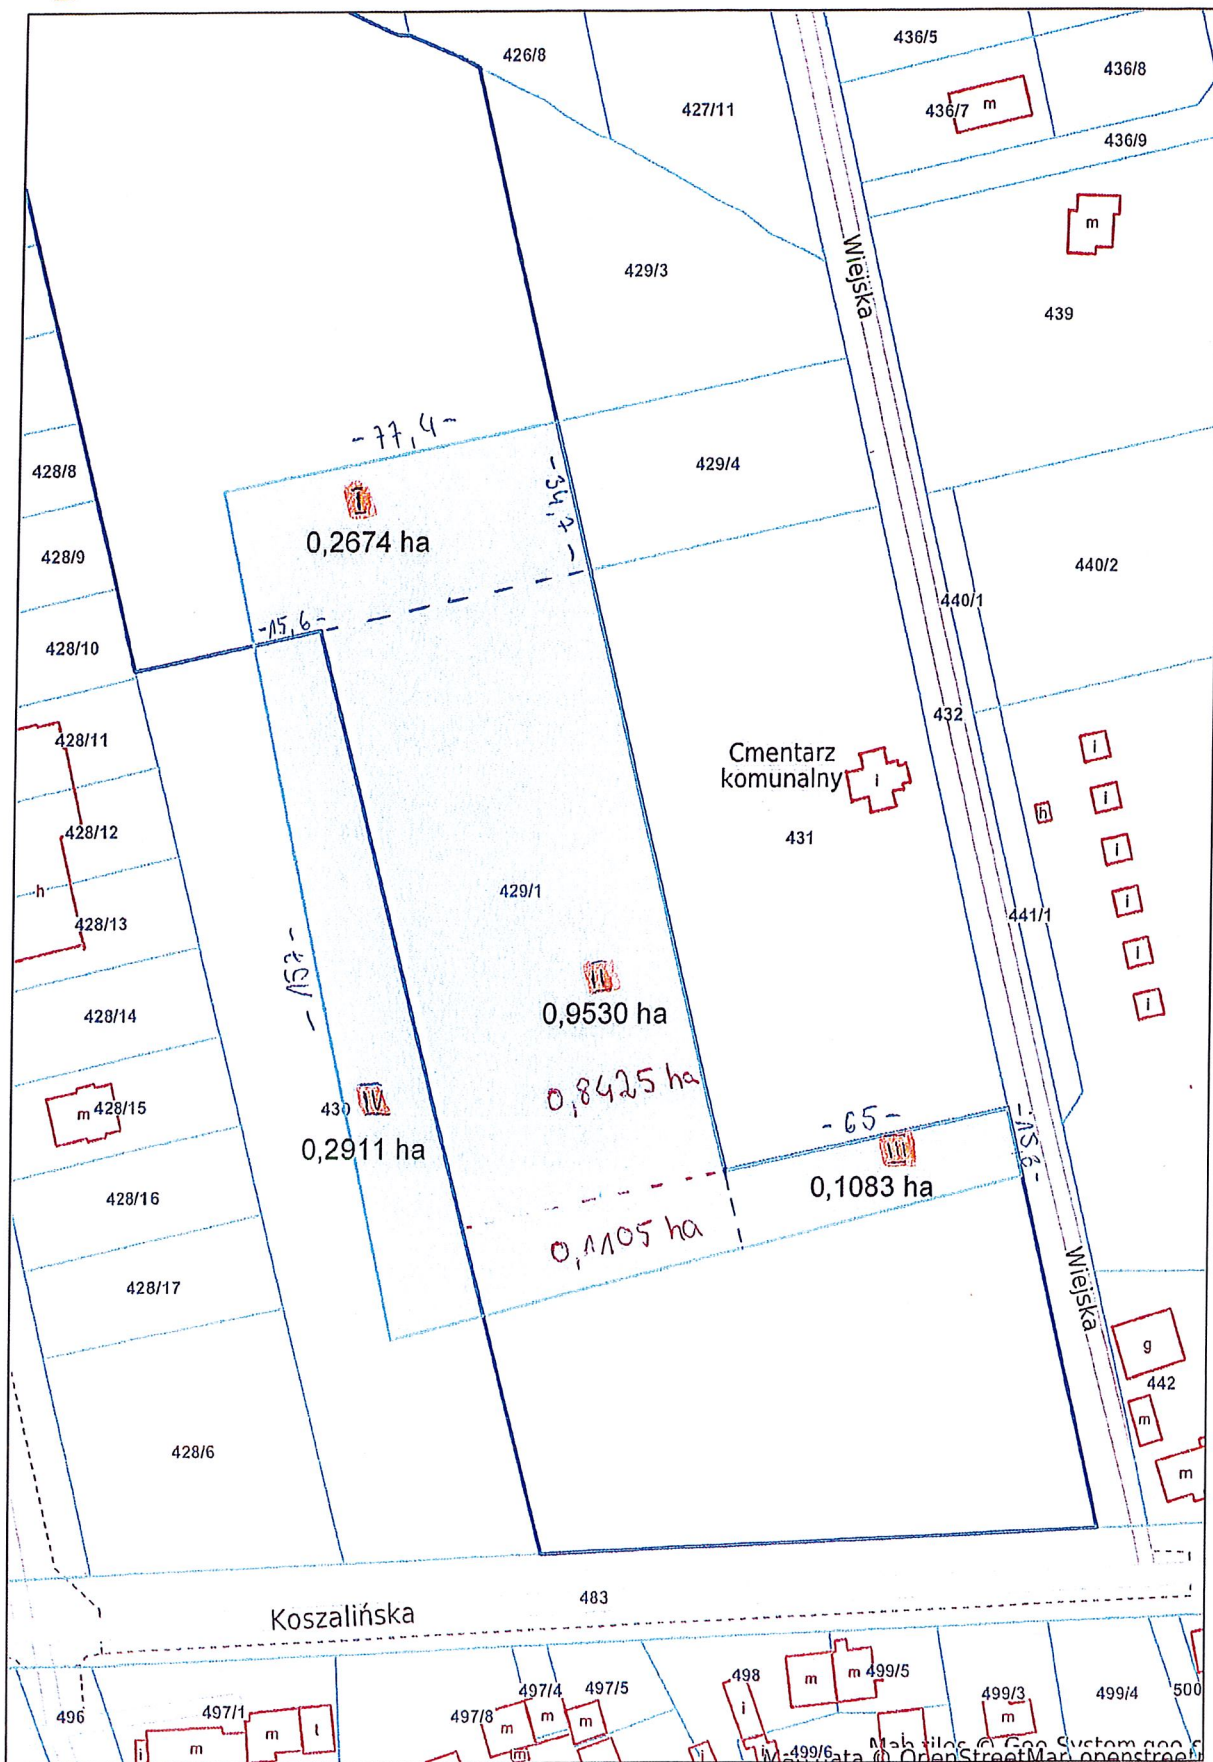 426/8
436/5
427/11
436/7
m
436/8
436/9
m
Wiejska
429/3
439
-77,4-
-34,7-
428/8
I
0,2674 ha
429/4
428/9
440/2
440/1
-15,6-
428/10
432
428/11
Cmentarz
komunalny
i
i
i
h
428/12
431
i
h
429/1
i
428/13
441/1
i
-157-
II
0,9530 ha
i
428/14
0,8425 ha
m
428/15
430
IV
0,2911 ha
-65-
III
0,1083 ha
428/16
0,1105 ha
428/17
Wiejska
g
442
m
428/6
m
483
Koszalińska
496
497/1
m
m
t
i
497/8
m
497/4
m
497/5
m
m
498
i
m
m
499/5
499/3
m
499/4
500
i
i
499/6